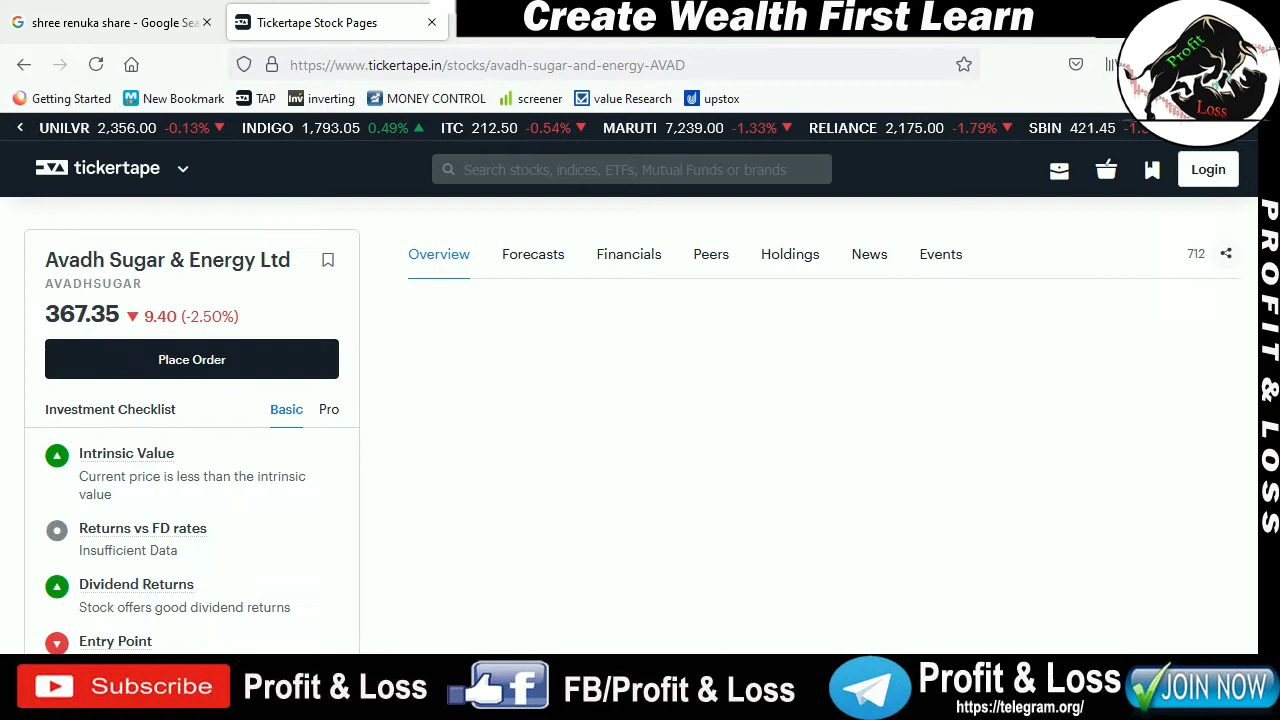 Create Wealth First Learn
shree renuka share - Google Sea
Tickertape Stock Pages
https://www.tickertape.in/stocks/avadh-sugar-and-energy-AVAD
Getting Started New Bookmark TAP inverting MONEY CONTROL screener value Research upstox
UNILVR 2,356.00 -0.13% INDIGO 1,793.05 0.49% ITC 212.50 -0.54% MARUTI 7,239.00 -1.33% RELIANCE 2,175.00 -1.79% SBIN 421.45
Profit
Loss
tickertape
Search stocks, indices, ETFs, Mutual Funds or brands
Login
Avadh Sugar & Energy Ltd
AVADHSUGAR
367.35 9.40 (-2.50%)
Place Order
Investment Checklist Basic Pro
Intrinsic Value
Current price is less than the intrinsic
value
Returns vs FD rates
Insufficient Data
Dividend Returns
Stock offers good dividend returns
Entry Point
Overview Forecasts Financials Peers Holdings News Events
712
PROFIT & LOSS
Subscribe
Profit & Loss
f
FB/Profit & Loss
Profit & Loss
https://telegram.org/
JOIN NOW